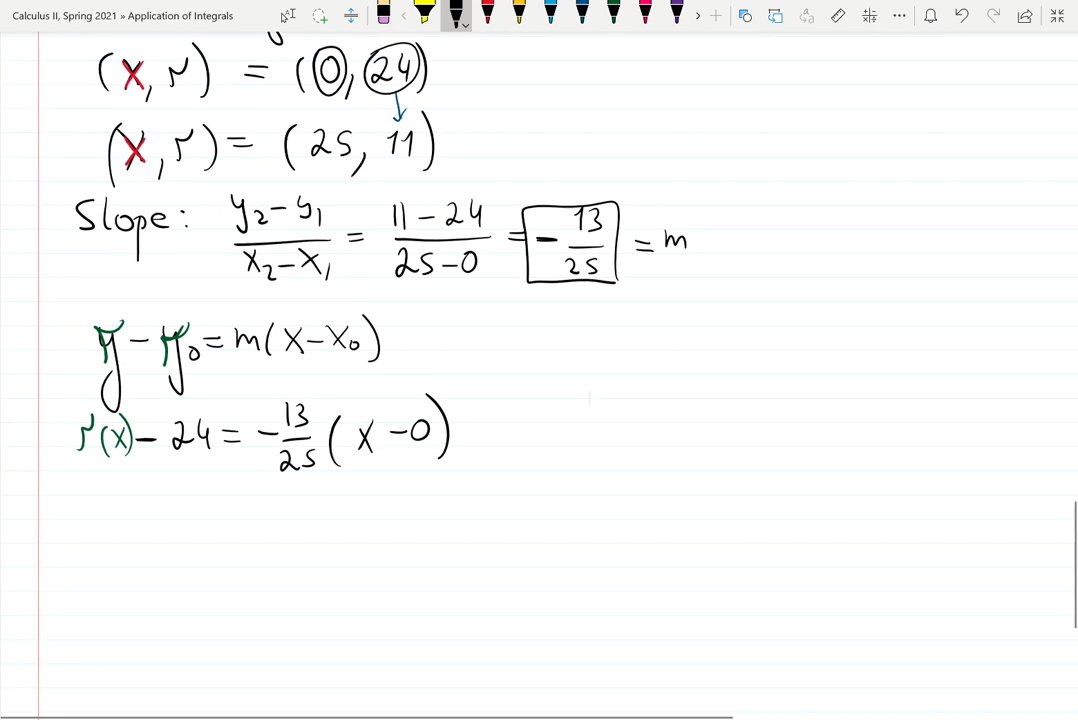 Calculus II, Spring 2021 » Application of Integrals
(x, r) = (0, 24)
(x, r) = (25, 11)
Slope: y₂-y₁/x₂-x₁ = 11-24/25-0 = -13/25 = m
y - y₀ = m(x-x₀)
r(x) - 24 = -13/25 (x-0)